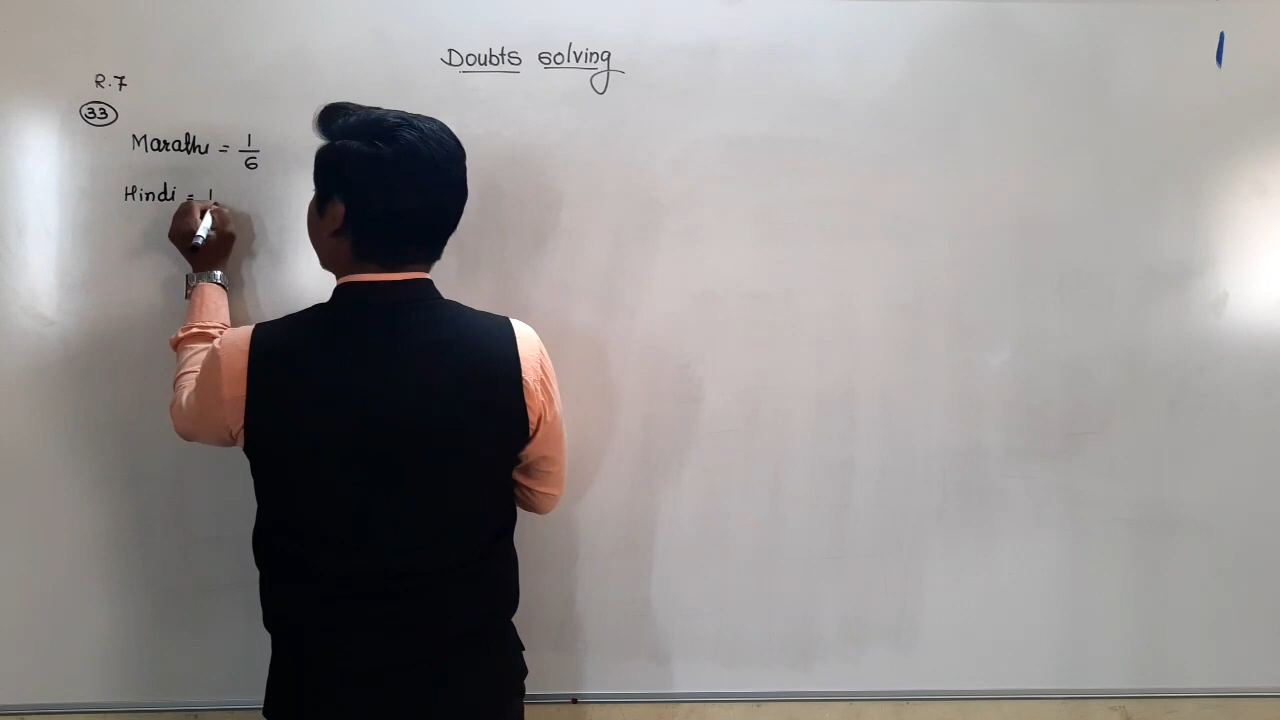 Doubts solving
R.7
33
Marathi = 1/6
Hindi = 1